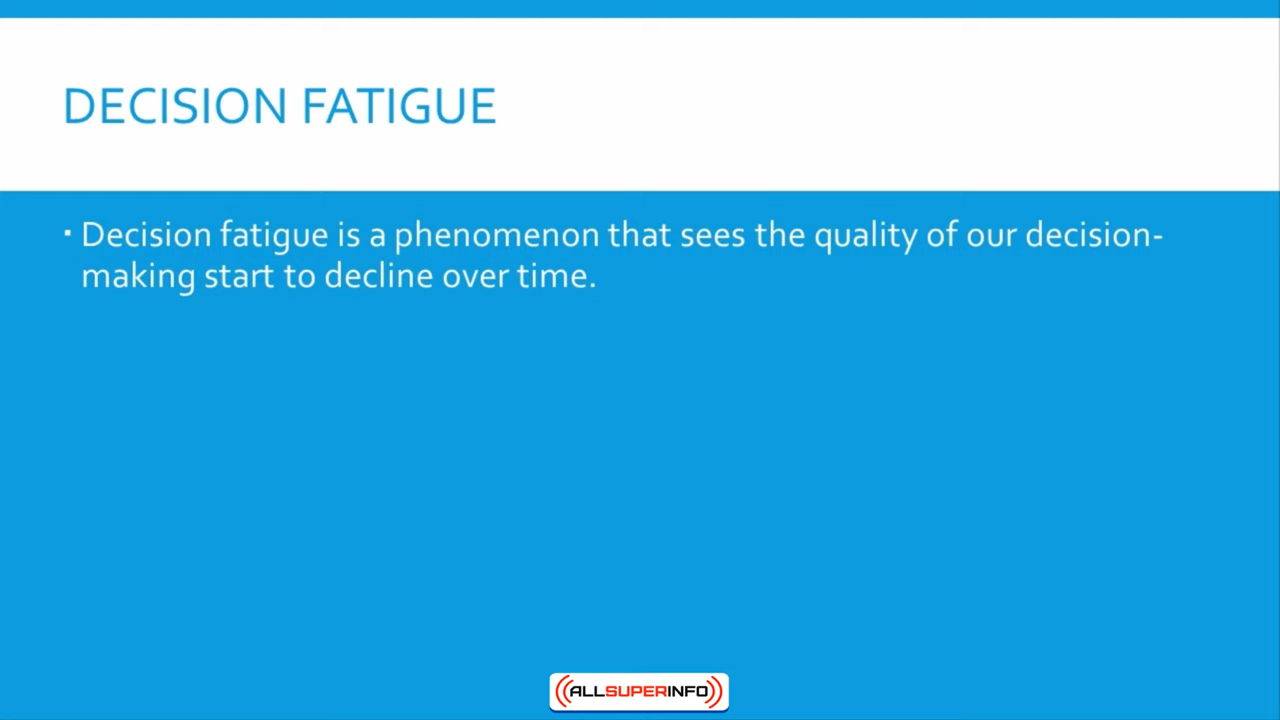 DECISION FATIGUE
▪ Decision fatigue is a phenomenon that sees the quality of our decision-
making start to decline over time.
ALLSUPERINFO